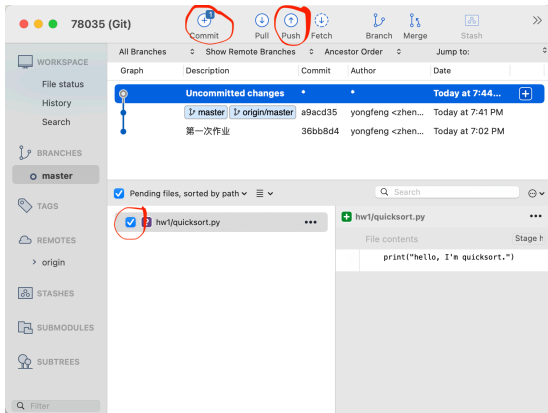 78035 (Git)
1
Commit
Pull
Push
Fetch
Branch
Merge
Stash
All Branches
Show Remote Branches
Ancestor Order
Jump to:
Graph
Description
Commit
Author
Date
Uncommitted changes
*
*
Today at 7:44...
master
origin/master
a9acd35
yongfeng <zhen...
Today at 7:41 PM
第一次作业
36bb8d4
yongfeng <zhen...
Today at 7:02 PM
WORKSPACE
File status
History
Search
BRANCHES
master
TAGS
REMOTES
origin
STASHES
SUBMODULES
SUBTREES
Filter
Pending files, sorted by path
Search
?
hw1/quicksort.py
•••
hw1/quicksort.py
•••
File contents
Stage h
print("hello, I'm quicksort.")